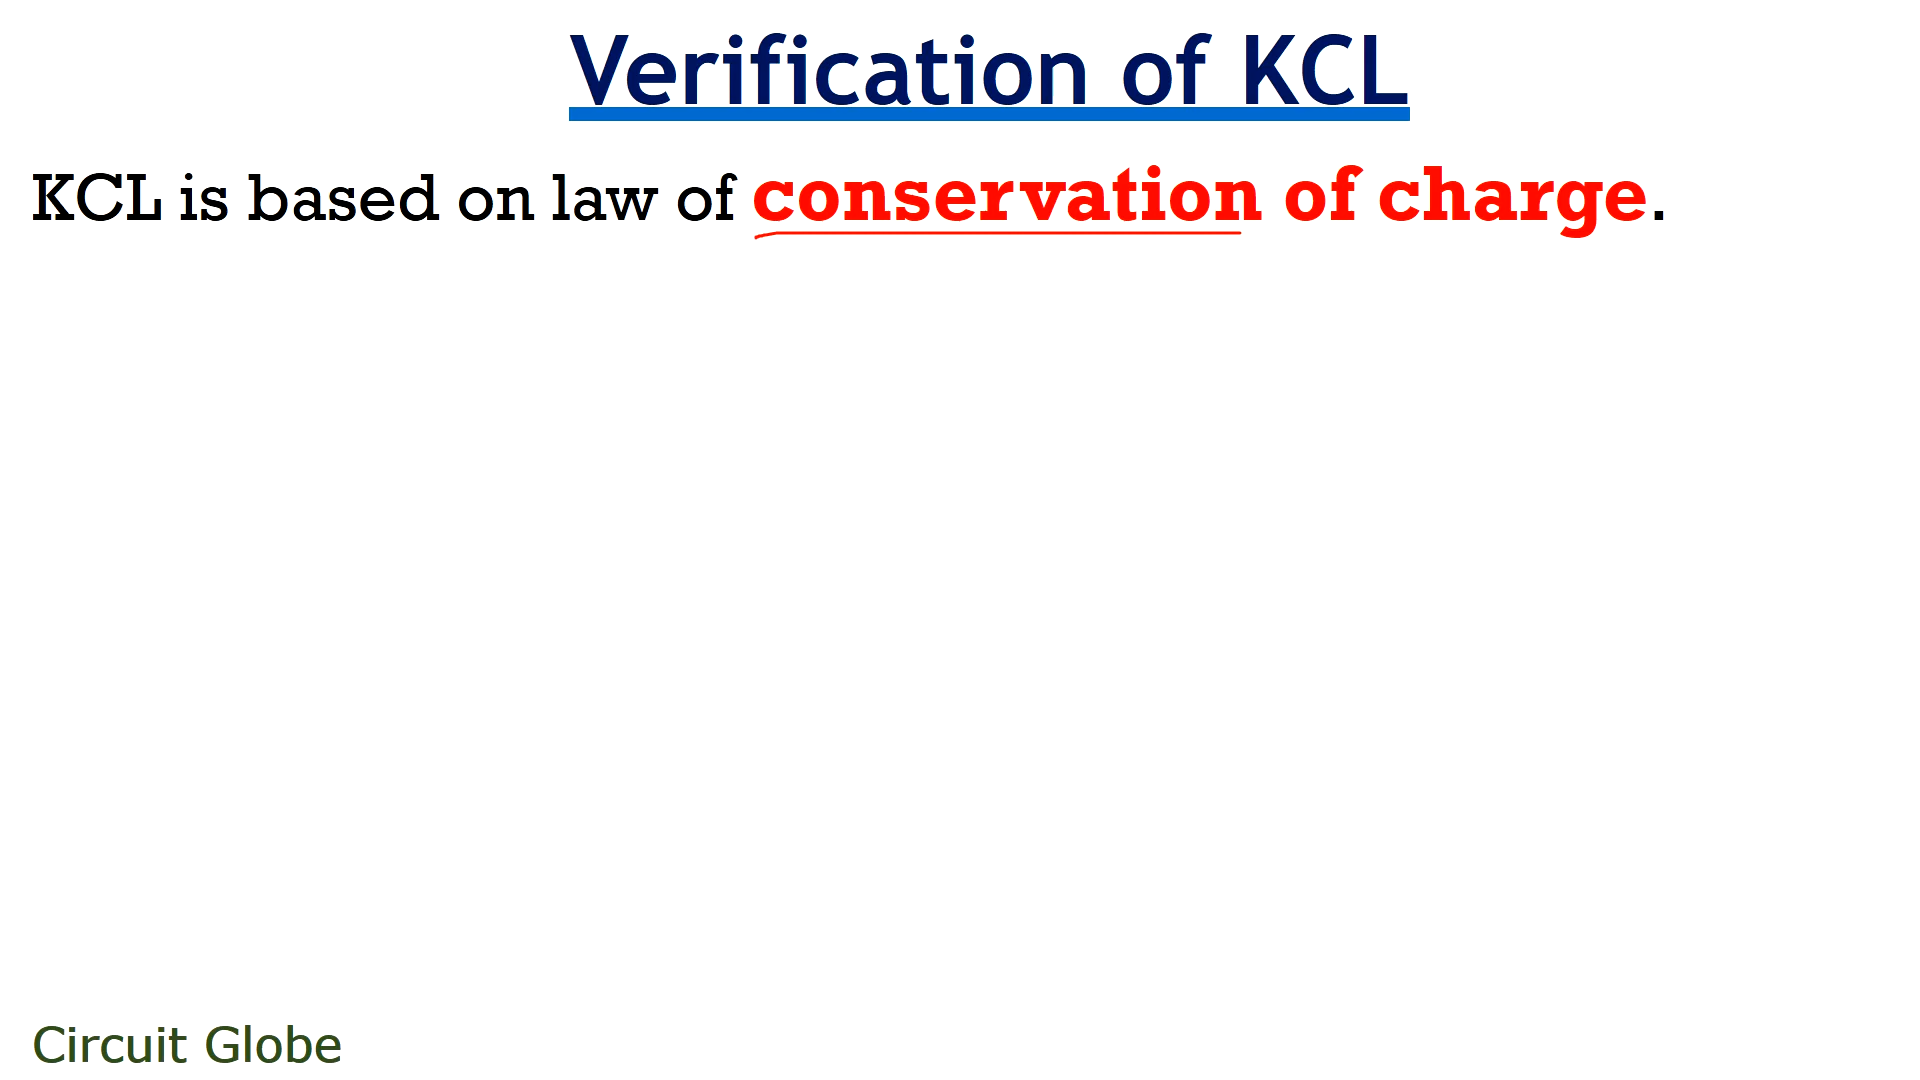 Verification of KCL
KCL is based on law of conservation of charge.
Circuit Globe